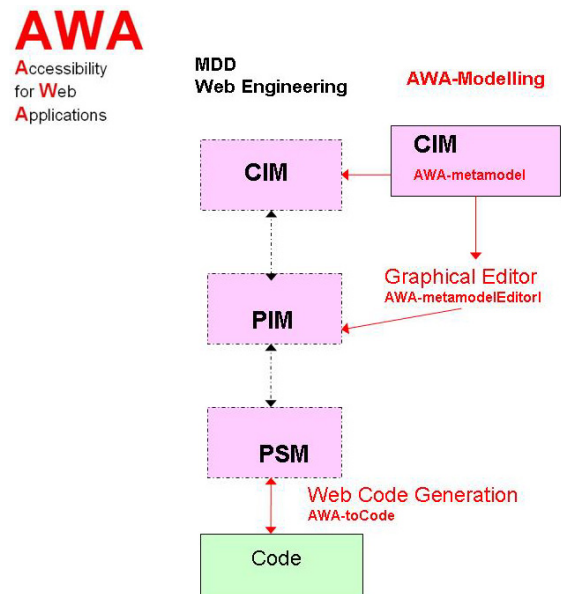 AWA
Accessibility
for Web
Applications
MDD
Web Engineering
AWA-Modelling
CIM
CIM
AWA-metamodel
Graphical Editor
AWA-metamodelEditorl
PIM
PSM
Web Code Generation
AWA-toCode
Code